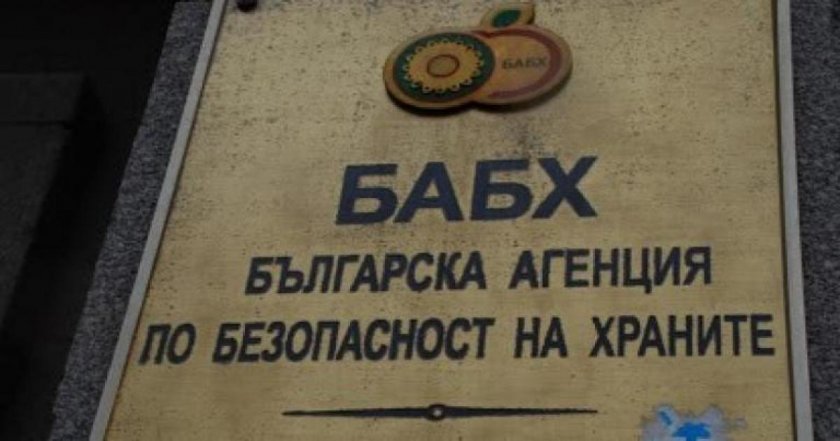 БАБХ
БАБХ
БЪЛГАРСКА АГЕНЦИЯ
ПО БЕЗОПАСНОСТ НА ХРАНИТЕ